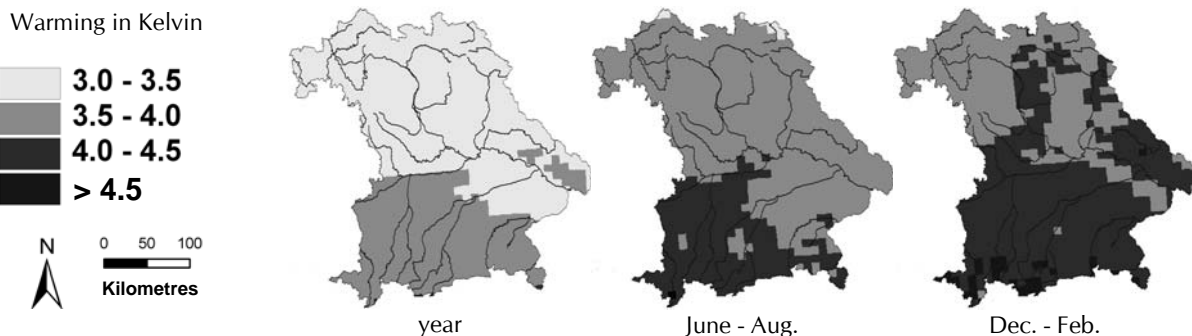 Warming in Kelvin
3.0 - 3.5
3.5 - 4.0
4.0 - 4.5
> 4.5
N
0 50 100
Kilometres
year
June - Aug.
Dec. - Feb.